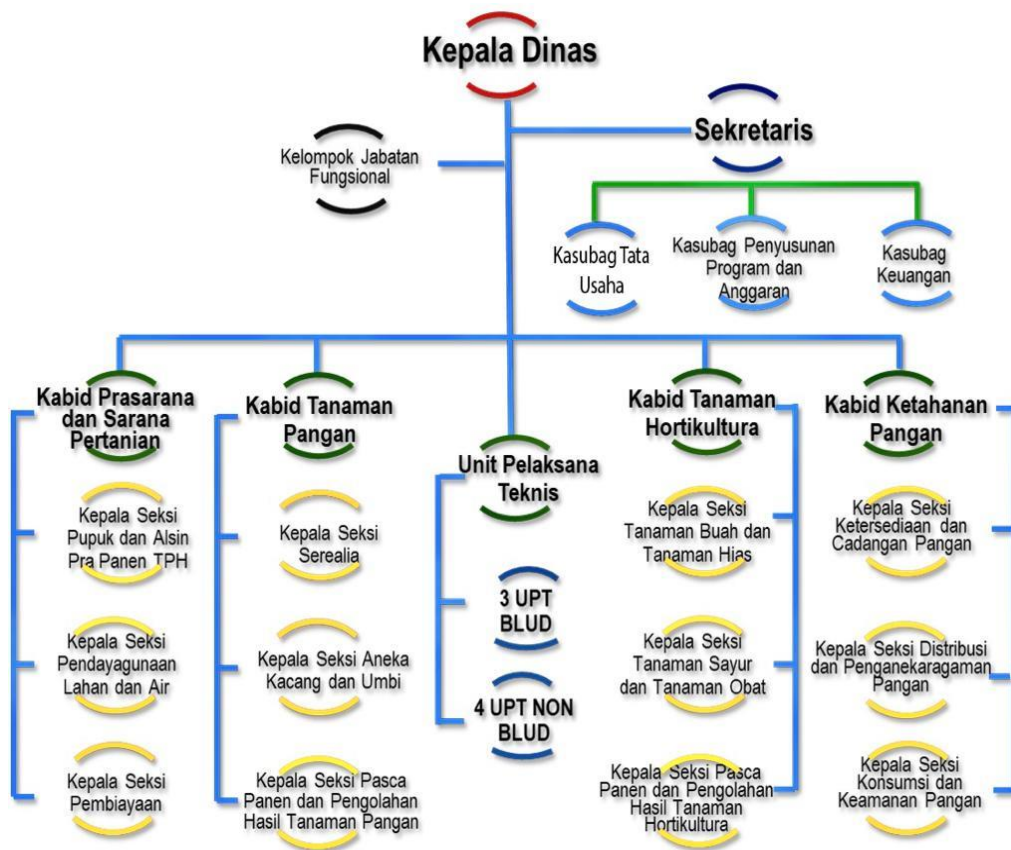 Kepala Dinas
Sekretaris
Kelompok Jabatan
Fungsional
Kasubag Tata
Usaha
Kasubag Penyusunan
Program dan
Anggaran
Kasubag
Keuangan
Kabid Prasarana
dan Sarana
Pertanian
Kabid Tanaman
Pangan
Unit Pelaksana
Teknis
Kabid Tanaman
Hortikultura
Kabid Ketahanan
Pangan
Kepala Seksi
Pupuk dan Alsin
Pra Panen TPH
Kepala Seksi
Serealia
Kepala Seksi
Tanaman Buah dan
Tanaman Hias
Kepala Seksi
Ketersediaan dan
Cadangan Pangan
3 UPT
BLUD
Kepala Seksi
Pendayagunaan
Lahan dan Air
Kepala Seksi Aneka
Kacang dan Umbi
Kepala Seksi
Tanaman Sayur
dan Tanaman Obat
Kepala Seksi Distribusi
dan Penganekaragaman
Pangan
4 UPT NON
BLUD
Kepala Seksi
Pembiayaan
Kepala Seksi Pasca
Panen dan Pengolahan
Hasil Tanaman Pangan
Kepala Seksi Pasca
Panen dan Pengolahan
Hasil Tanaman
Hortikultura
Kepala Seksi
Konsumsi dan
Keamanan Pangan